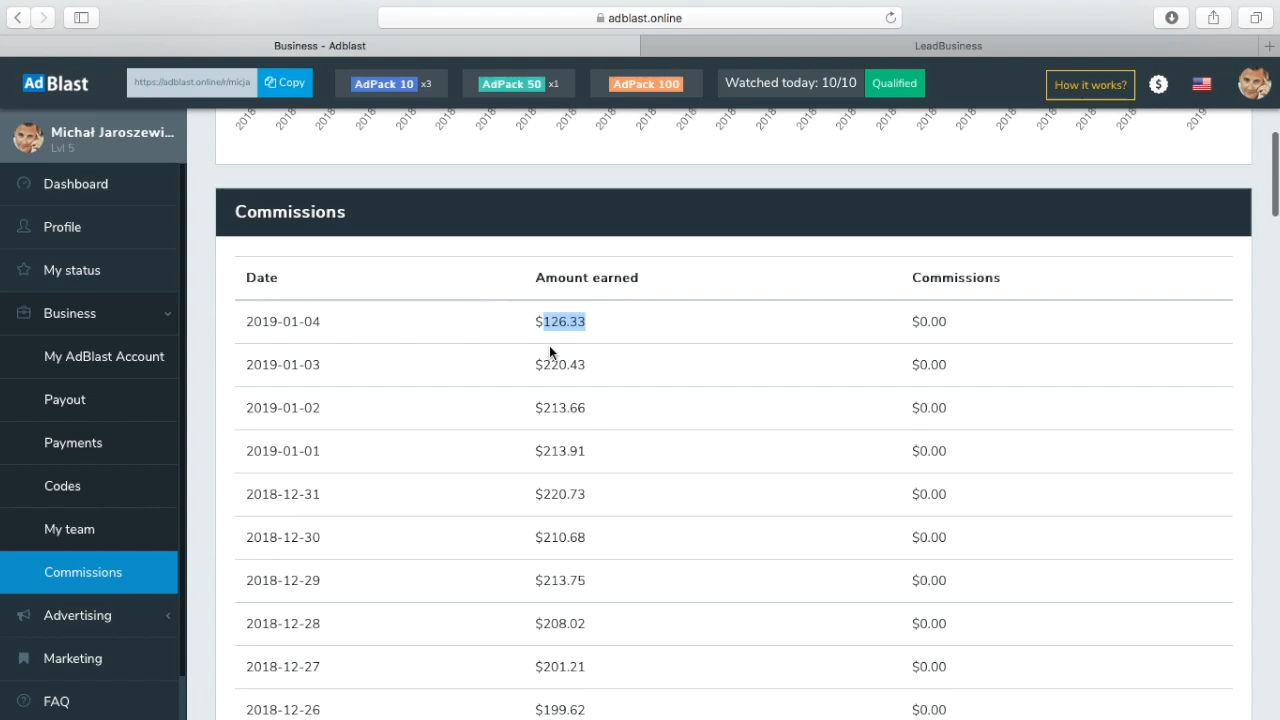 adblast.online
Business - Adblast
LeadBusiness
Ad Blast
https://adblast.online/r/micja
Copy
AdPack 10 x3
AdPack 50 x1
AdPack 100
Watched today: 10/10
Qualified
How it works?
$
Michał Jaroszewi...
Lvl 5
Dashboard
Profile
My status
Business
My AdBlast Account
Payout
Payments
Codes
My team
Commissions
Advertising
Marketing
FAQ
Commissions
Date Amount earned Commissions
2019-01-04 $126.33 $0.00
2019-01-03 $220.43 $0.00
2019-01-02 $213.66 $0.00
2019-01-01 $213.91 $0.00
2018-12-31 $220.73 $0.00
2018-12-30 $210.68 $0.00
2018-12-29 $213.75 $0.00
2018-12-28 $208.02 $0.00
2018-12-27 $201.21 $0.00
2018-12-26 $199.62 $0.00